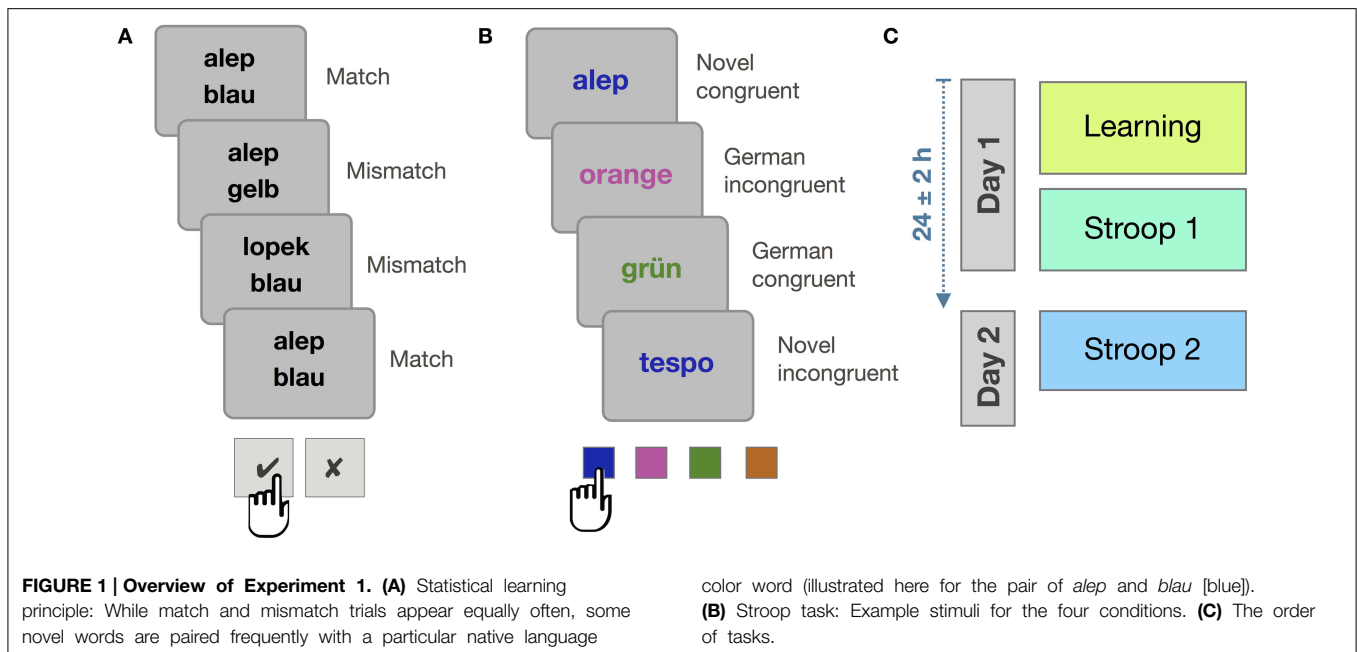 A
alep
blau
Match
alep
gelb
Mismatch
lopek
blau
Mismatch
alep
blau
Match
✔ ✘
B
alep
Novel
congruent
orange
German
incongruent
grün
German
congruent
tespo
Novel
incongruent
C
24 ± 2 h
Day 1
Learning
Stroop 1
Day 2
Stroop 2
FIGURE 1 | Overview of Experiment 1. (A) Statistical learning
principle: While match and mismatch trials appear equally often, some
novel words are paired frequently with a particular native language
color word (illustrated here for the pair of alep and blau [blue]).
(B) Stroop task: Example stimuli for the four conditions. (C) The order
of tasks.